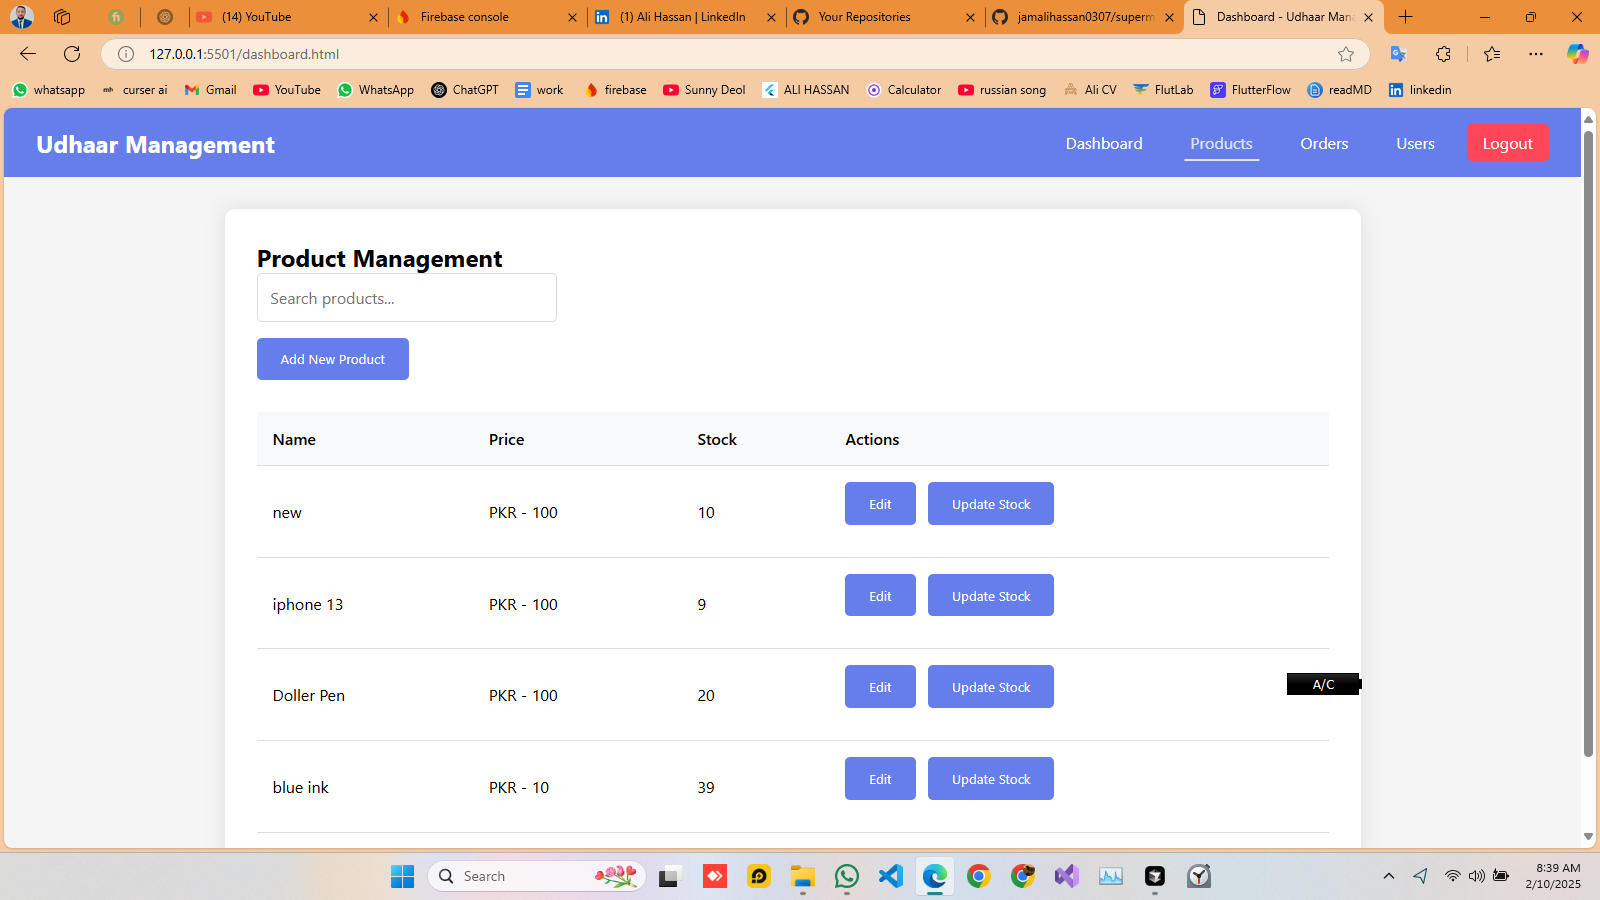 (14) YouTube
Firebase console
(1) Ali Hassan | LinkedIn
Your Repositories
jamalihassan0307/superm
Dashboard - Udhaar Man
127.0.0.1:5501/dashboard.html
whatsapp
curser ai
Gmail
YouTube
WhatsApp
ChatGPT
work
firebase
Sunny Deol
ALI HASSAN
Calculator
russian song
Ali CV
FlutLab
FlutterFlow
readMD
linkedin
Udhaar Management
Dashboard
Products
Orders
Users
Logout
Product Management
Search products...
Add New Product
Name Price Stock Actions
new PKR - 100 10 Edit Update Stock
iphone 13 PKR - 100 9 Edit Update Stock
Doller Pen PKR - 100 20 Edit Update Stock
A/C
blue ink PKR - 10 39 Edit Update Stock
Search
8:39 AM
2/10/2025